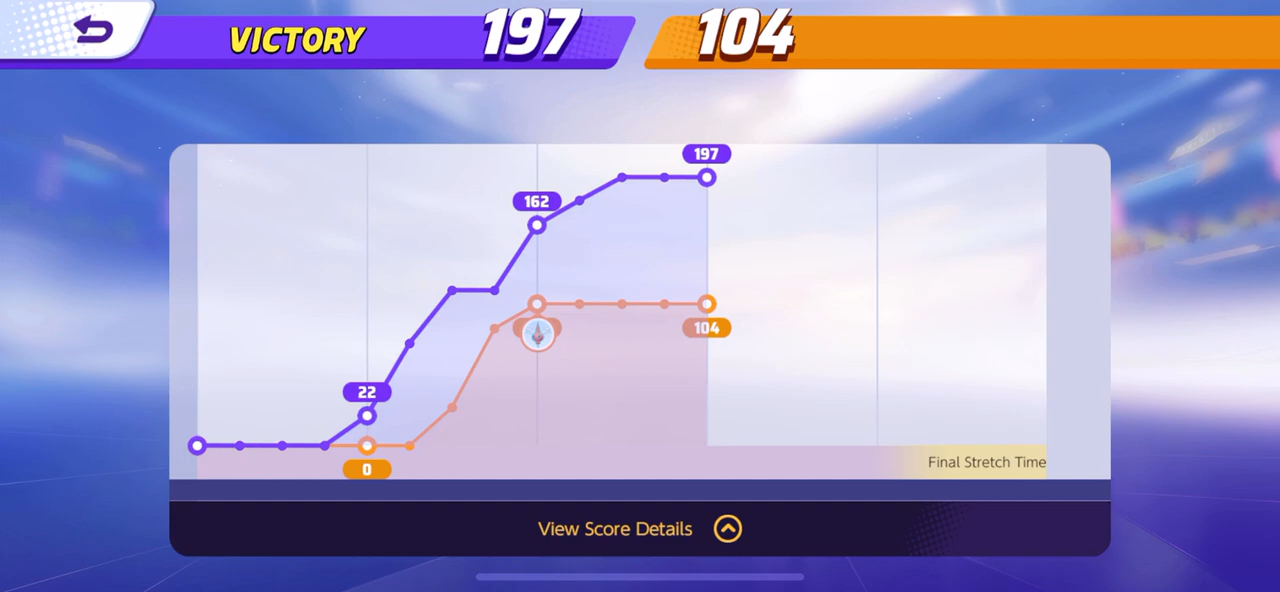 VICTORY 197 104
197
162
22
104
0
Final Stretch Time
View Score Details